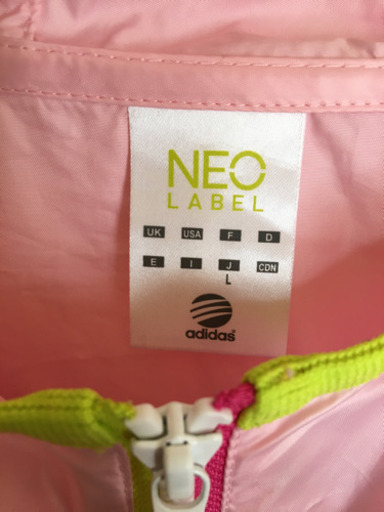 NEO
LABEL
UK USA F D
E I J CDN
L
adidas